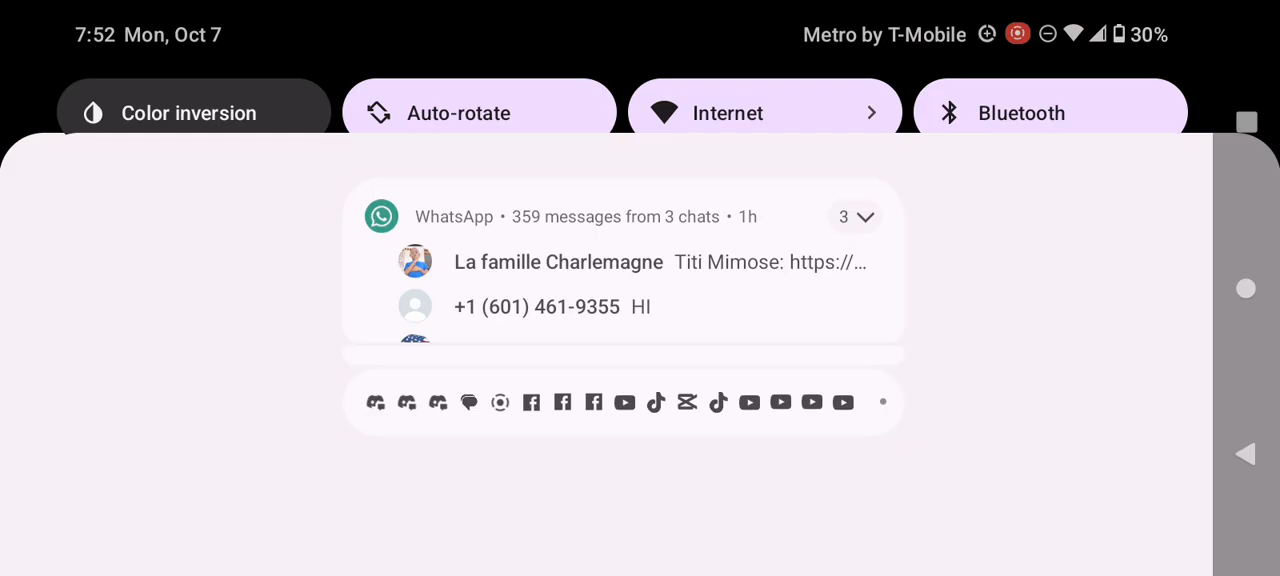 7:52 Mon, Oct 7
Metro by T-Mobile 30%
Color inversion
Auto-rotate
Internet
Bluetooth
WhatsApp • 359 messages from 3 chats • 1h
3
La famille Charlemagne Titi Mimose: https://...
+1 (601) 461-9355 HI